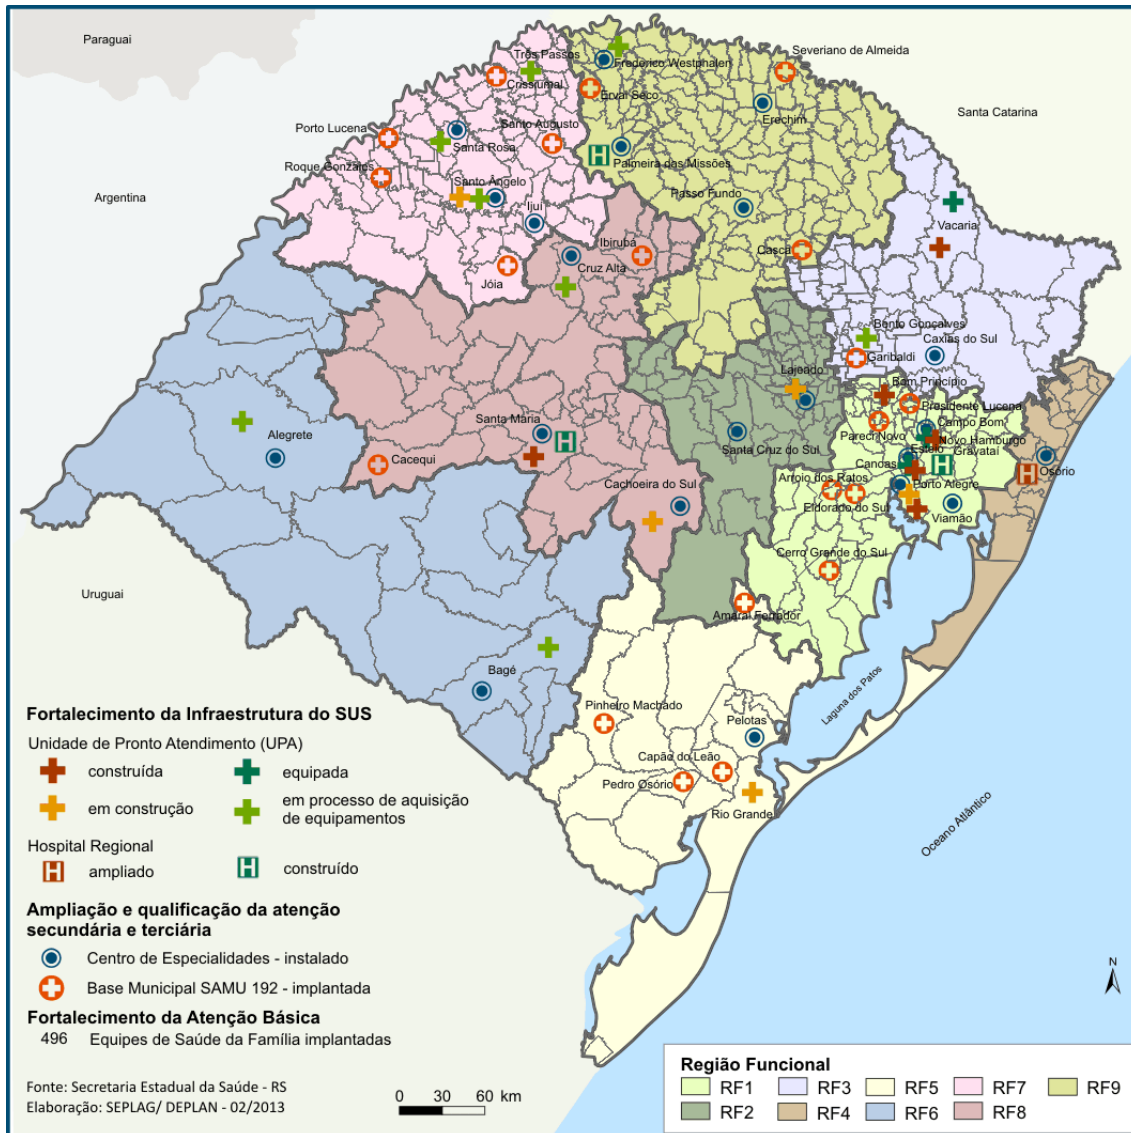 Paraguai
Severiano de Almeida
Três Passos
Frederico Westphalen
Crissiumal
Erval Seco
Santa Catarina
Erechim
Porto Lucena
Santo Augusto
Santa Rosa
Palmeira das Missões
Roque Gonzales
Santo Ângelo
Passo Fundo
Argentina
Ijuí
Vacaria
Ibirubá
Casca
Cruz Alta
Jóia
Bento Gonçalves
Caxias do Sul
Garibaldi
Lajeado
Bom Princípio
Presidente Lucena
Santa Maria
Campo Bom
Alegrete
Pareci Novo
Novo Hamburgo
Santa Cruz do Sul
Esteio
Gravataí
Cacequi
Canoas
Osório
Cachoeira do Sul
Arroio dos Ratos
Porto Alegre
Eldorado do Sul
Viamão
Cerro Grande do Sul
Uruguai
Amaral Ferrador
Bagé
Laguna dos Patos
Pinheiro Machado
Pelotas
Capão do Leão
Pedro Osório
Rio Grande
Oceano Atlântico
Fortalecimento da Infraestrutura do SUS
Unidade de Pronto Atendimento (UPA)
construída
equipada
em construção
em processo de aquisição
de equipamentos
Hospital Regional
H ampliado
H construído
Ampliação e qualificação da atenção
secundária e terciária
Centro de Especialidades - instalado
Base Municipal SAMU 192 - implantada
Fortalecimento da Atenção Básica
496 Equipes de Saúde da Família implantadas
Fonte: Secretaria Estadual da Saúde - RS
Elaboração: SEPLAG/ DEPLAN - 02/2013
0 30 60 km
N
Região Funcional
RF1 RF3 RF5 RF7 RF9
RF2 RF4 RF6 RF8